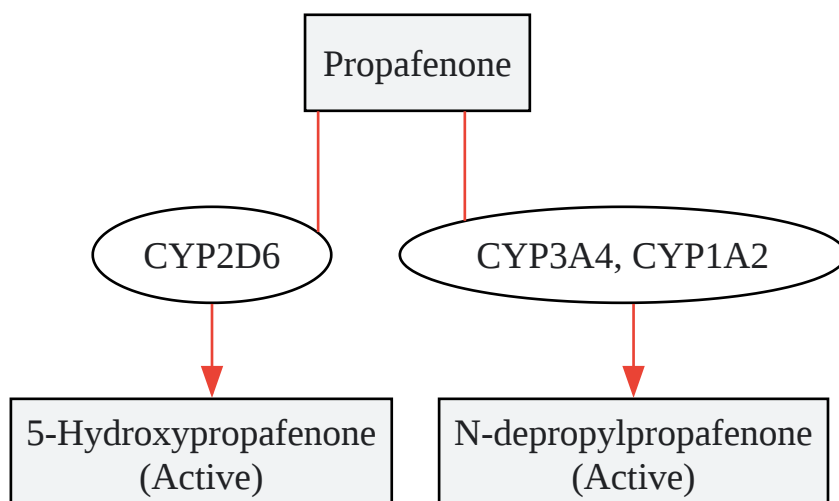 Propafenone
CYP2D6
CYP3A4, CYP1A2
5-Hydroxypropafenone
(Active)
N-depropylpropafenone
(Active)